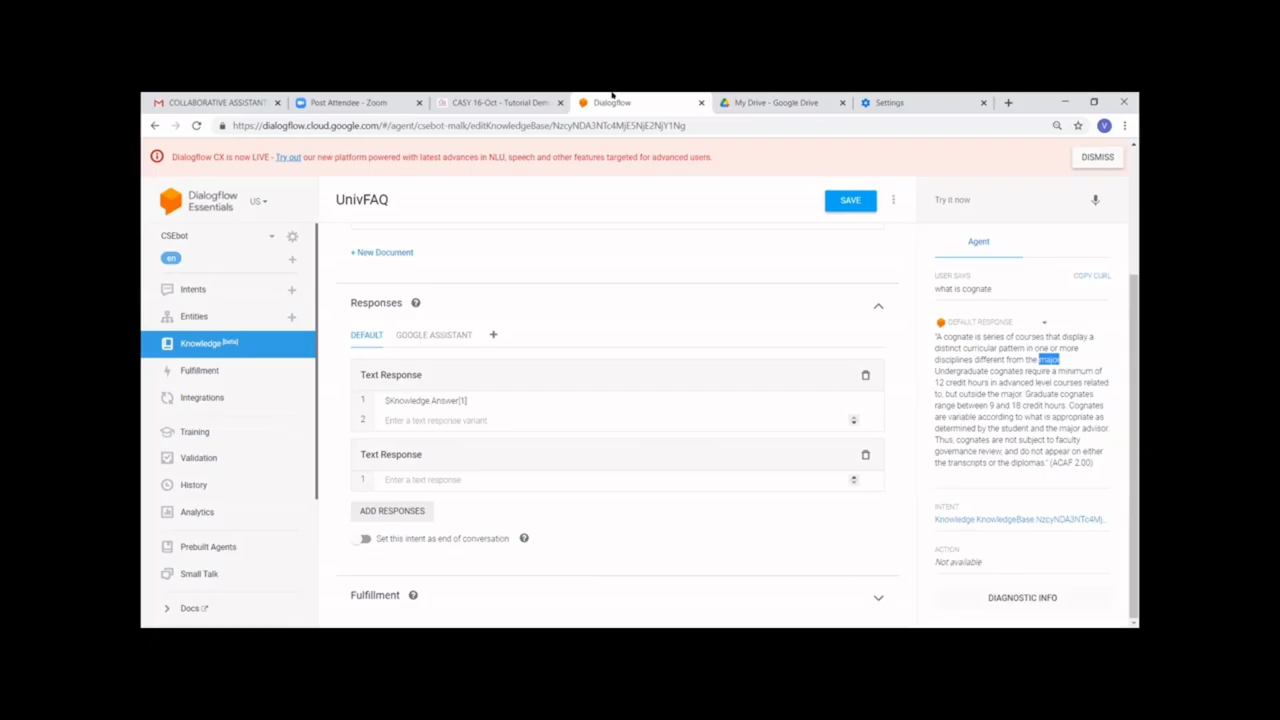 COLLABORATIVE ASSISTANT
Post Attendee - Zoom
CASY 16-Oct - Tutorial Dem
Dialogflow
My Drive - Google Drive
Settings
https://dialogflow.cloud.google.com/#/agent/csebot-malk/editKnowledgeBase/NzcyNDA3NTc4MjE5NjE2NjY1Ng
V
Dialogflow CX is now LIVE - Try out our new platform powered with latest advances in NLU, speech and other features targeted for advanced users.
DISMISS
Dialogflow
Essentials
US
UnivFAQ
SAVE
Try it now
CSEbot
en
Intents
Entities
Knowledge [beta]
Fulfillment
Integrations
Training
Validation
History
Analytics
Prebuilt Agents
Small Talk
Docs
+ New Document
Responses
DEFAULT
GOOGLE ASSISTANT
Text Response
1 $Knowledge.Answer[1]
2 Enter a text response variant
Text Response
1 Enter a text response
ADD RESPONSES
Set this intent as end of conversation
Fulfillment
Agent
USER SAYS
COPY CURL
what is cognate
DEFAULT RESPONSE
"A cognate is series of courses that display a
distinct curricular pattern in one or more
disciplines different from the major.
Undergraduate cognates require a minimum of
12 credit hours in advanced level courses related
to, but outside the major. Graduate cognates
range between 9 and 18 credit hours. Cognates
are variable according to what is appropriate as
determined by the student and the major advisor.
Thus, cognates are not subject to faculty
governance review, and do not appear on either
the transcripts or the diplomas." (ACAF 2.00)
INTENT
Knowledge.KnowledgeBase.NzcyNDA3NTc4Mj...
ACTION
Not available
DIAGNOSTIC INFO